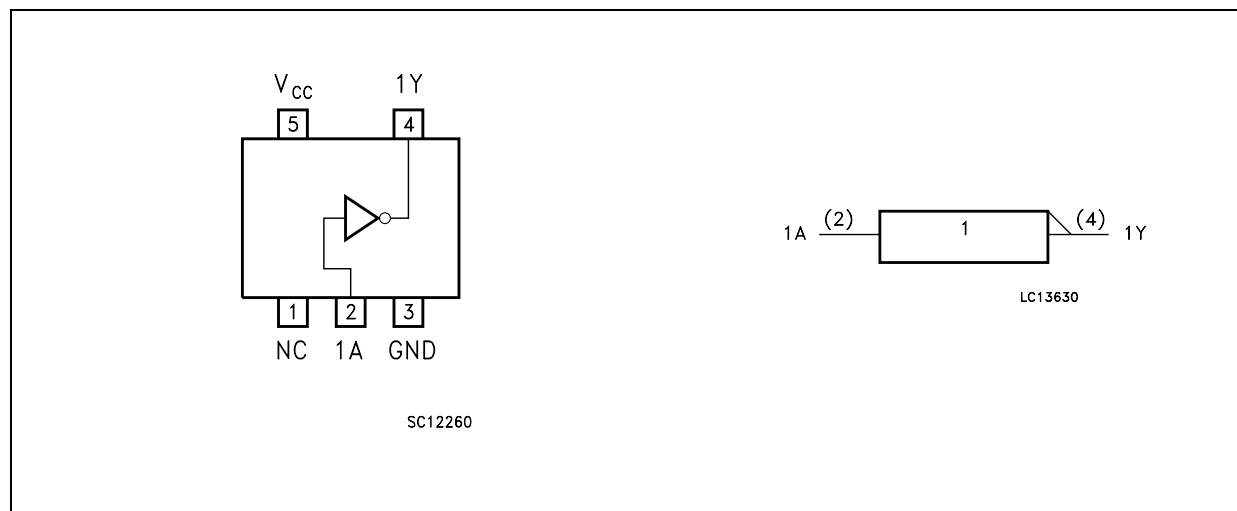 VCC 1Y
5 4
1 2 3
NC 1A GND
SC12260
1A (2) 1 (4) 1Y
LC13630